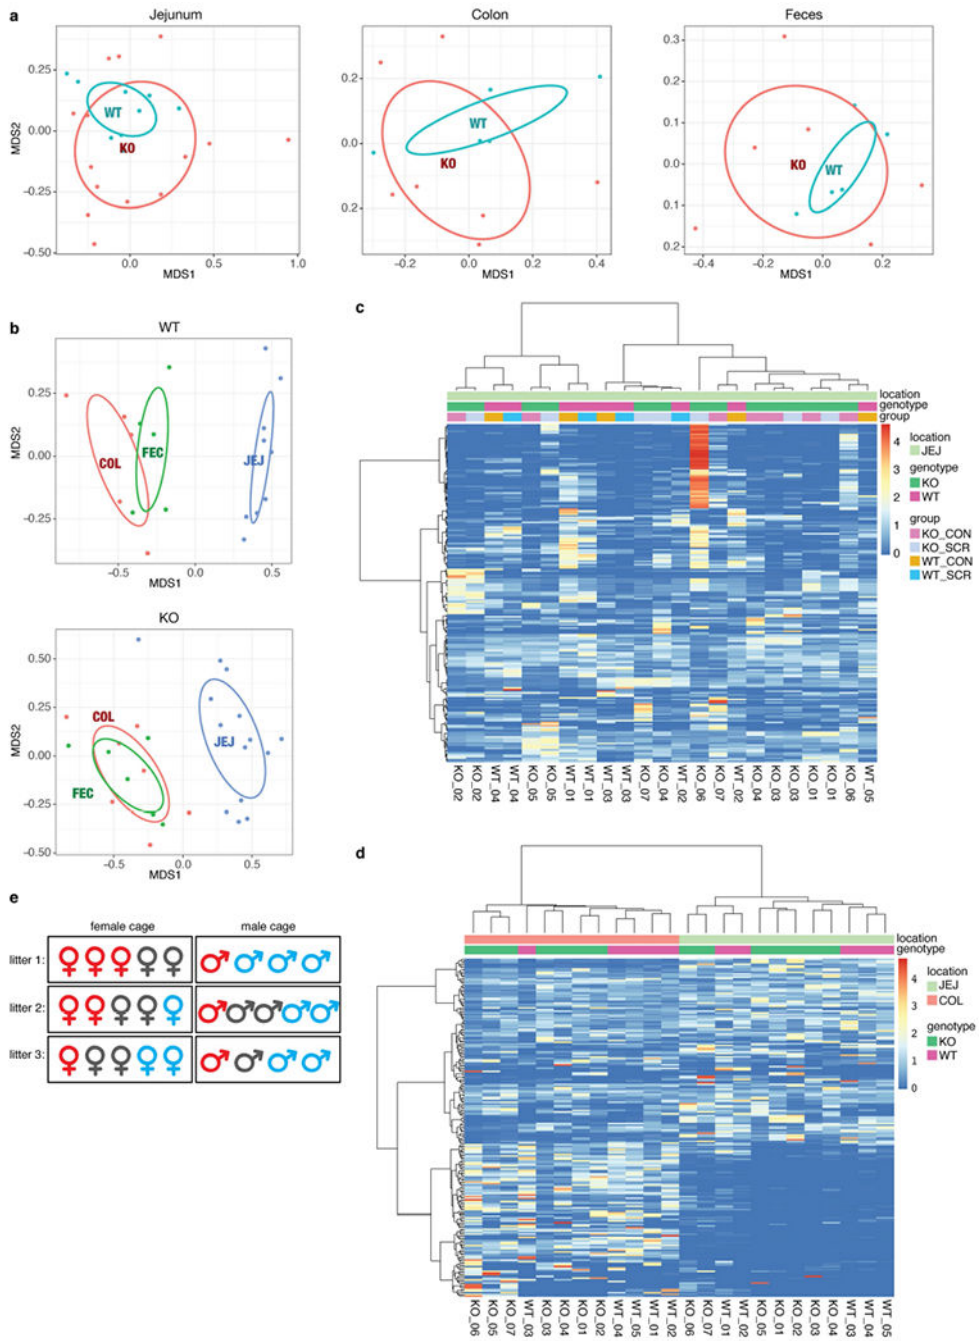 a
Jejunum
Colon
Feces
MDS2
0.25
0.00
−0.25
−0.50
WT
KO
0.0
0.5
1.0
MDS1
0.2
0.0
0.2
WT
KO
−0.2
0.0
0.2
0.4
MDS1
0.3
0.2
0.1
0.0
0.1
0.2
KO
WT
−0.4
−0.2
0.0
0.2
MDS1
b
WT
MDS2
0.25
0.00
−0.25
COL
FEC
JEJ
−0.5
0.0
0.5
MDS1
KO
MDS2
0.50
0.25
0.00
−0.25
−0.50
COL
FEC
JEJ
−0.5
0.0
0.5
MDS1
c
location
genotype
group
4
3
2
1
0
location
JEJ
genotype
KO
WT
group
KO_CON
KO_SCR
WT_CON
WT_SCR
KO_02
KO_02
WT_04
WT_04
KO_05
KO_05
WT_01
WT_01
WT_03
WT_03
KO_07
KO_04
WT_02
KO_06
KO_07
WT_02
KO_04
KO_03
KO_03
KO_01
KO_01
KO_06
WT_05
d
location
genotype
4
3
2
1
0
location
JEJ
COL
genotype
KO
WT
KO_06
KO_05
KO_07
WT_03
KO_03
KO_04
KO_01
KO_02
WT_04
WT_05
WT_01
WT_02
KO_06
KO_07
WT_01
WT_02
KO_05
KO_01
KO_02
KO_03
KO_04
WT_03
WT_04
WT_05
e
female cage
male cage
litter 1:
litter 2:
litter 3: